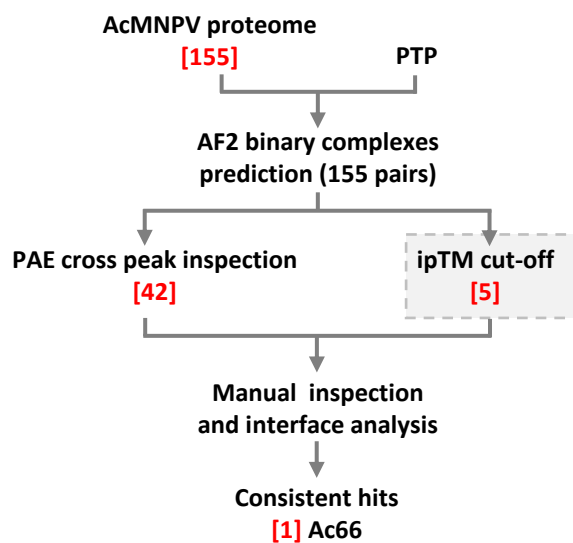 AcMNPV proteome
[155]
PTP
AF2 binary complexes
prediction (155 pairs)
PAE cross peak inspection
[42]
ipTM cut-off
[5]
Manual inspection
and interface analysis
Consistent hits
[1] Ac66